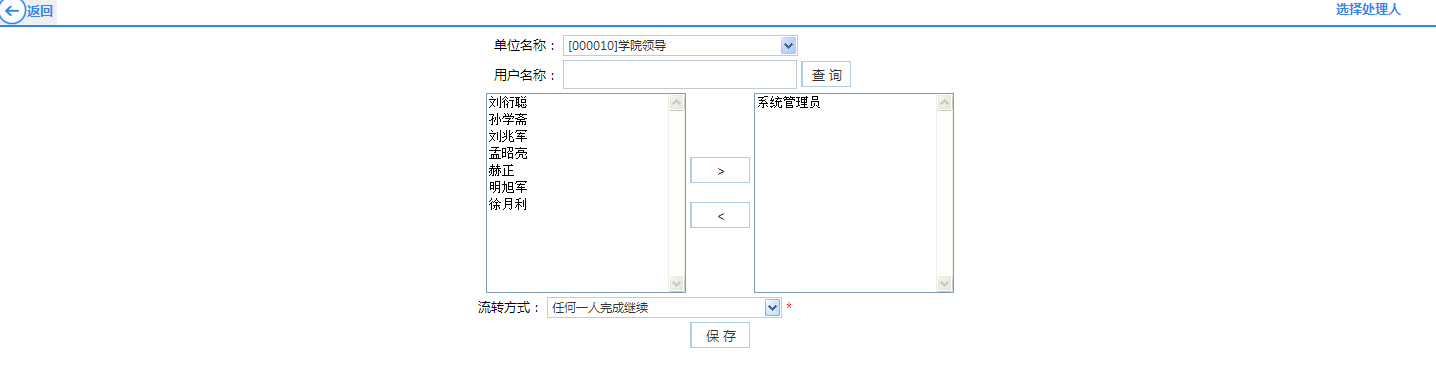 返回
选择处理人
单位名称： [000010]学院领导
用户名称： 查 询
刘衍聪
孙学斋
刘兆军
孟昭亮
赫正
明旭军
徐月利
系统管理员
>
<
流转方式： 任何一人完成继续 *
保 存